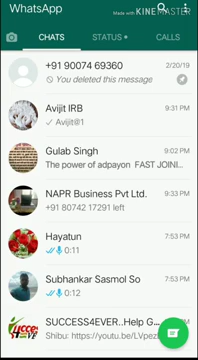 WhatsApp
Made with KINEMASTER
CHATS
STATUS
CALLS
+91 90074 69360
2/20/19
You deleted this message
Avijit IRB
9:31 PM
Avijit@1
Gulab Singh
9:02 PM
The power of adpayon FAST JOINI...
NAPR Business Pvt Ltd.
9:33 PM
+91 80742 17291 left
Hayatun
7:53 PM
0:11
Subhankar Sasmol So
7:53 PM
0:12
SUCCESS4EVER..Help G...
Shibu: https://youtu.be/LVpez